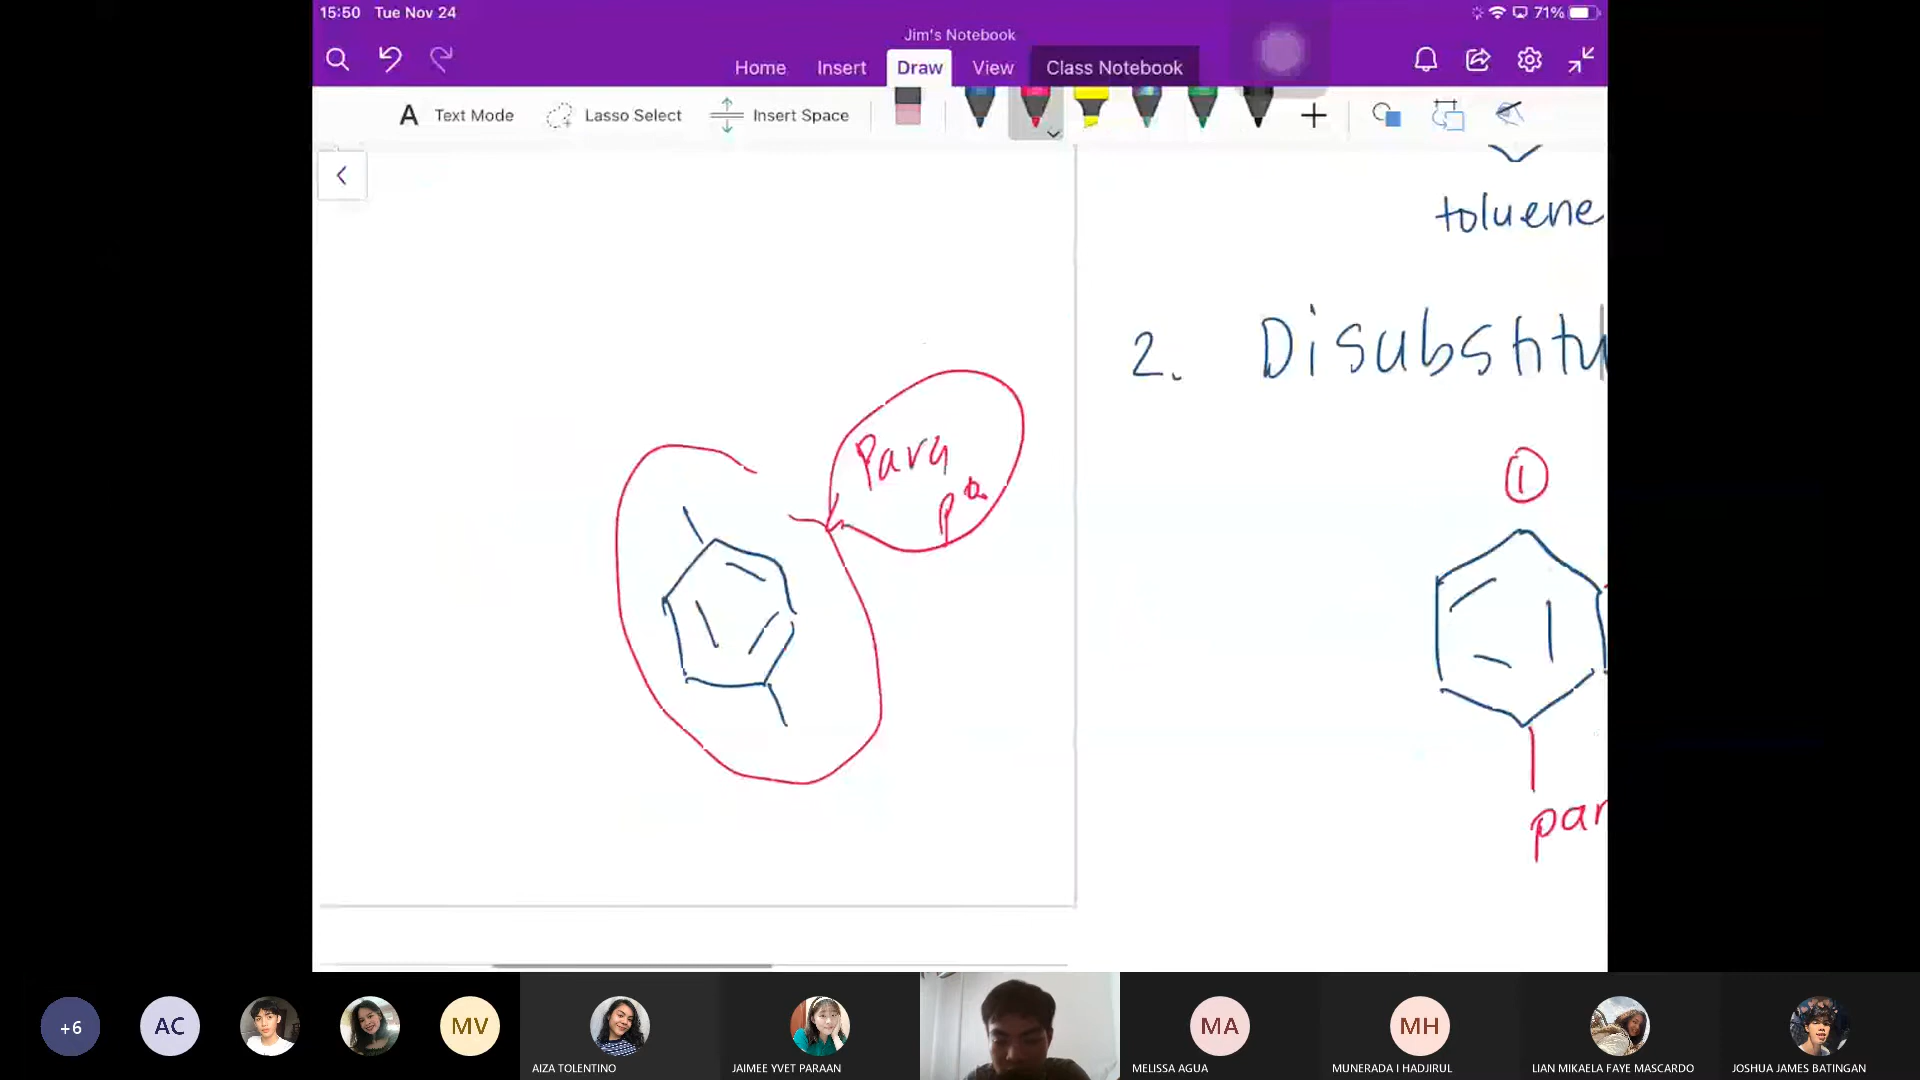 15:50 Tue Nov 24
71%
Jim's Notebook
Home Insert Draw View Class Notebook
A Text Mode Lasso Select Insert Space
toluene
2. Disubstitu
Para
①
par
+6 AC MV
AIZA TOLENTINO JAIMEE YVET PARAAN MELISSA AGUA MUNERADA I HADJIRUL LIAN MIKAELA FAYE MASCARDO JOSHUA JAMES BATINGAN
MA MH